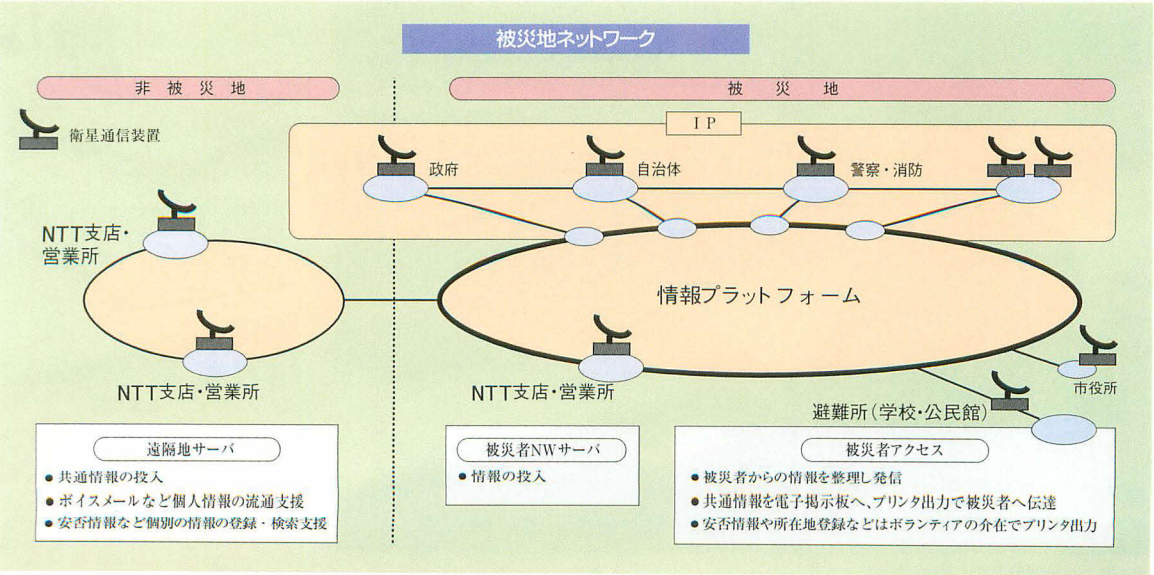 被災地ネットワーク
非被災地
被災地
衛星通信装置
IP
政府
自治体
警察・消防
NTT支店・
営業所
情報プラットフォーム
NTT支店・営業所
NTT支店・営業所
市役所
避難所(学校・公民館)
遠隔地サーバ
● 共通情報の投入
● ボイスメールなど個人情報の流通支援
● 安否情報など個別の情報の登録・検索支援
被災者NWサーバ
● 情報の投入
被災者アクセス
● 被災者からの情報を整理し発信
● 共通情報を電子掲示板へ、プリンタ出力で被災者へ伝達
● 安否情報や所在地登録などはボランティアの介在でプリンタ出力